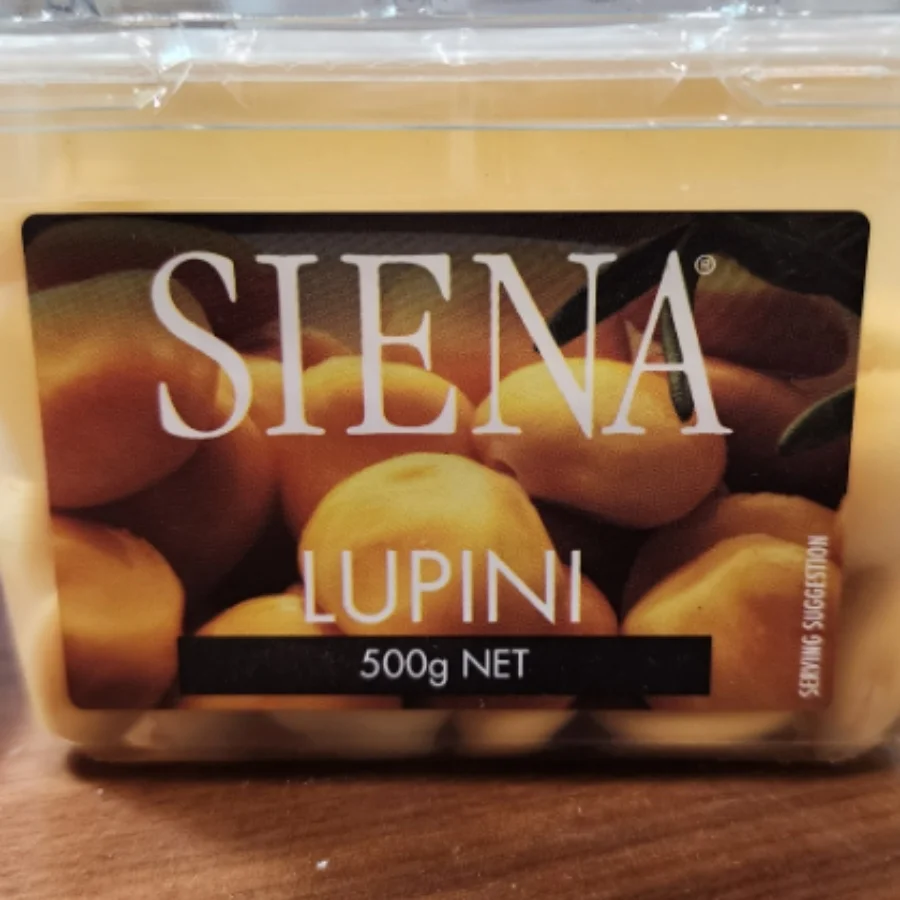 SIENA®
LUPINI
500g NET
SERVING SUGGESTION